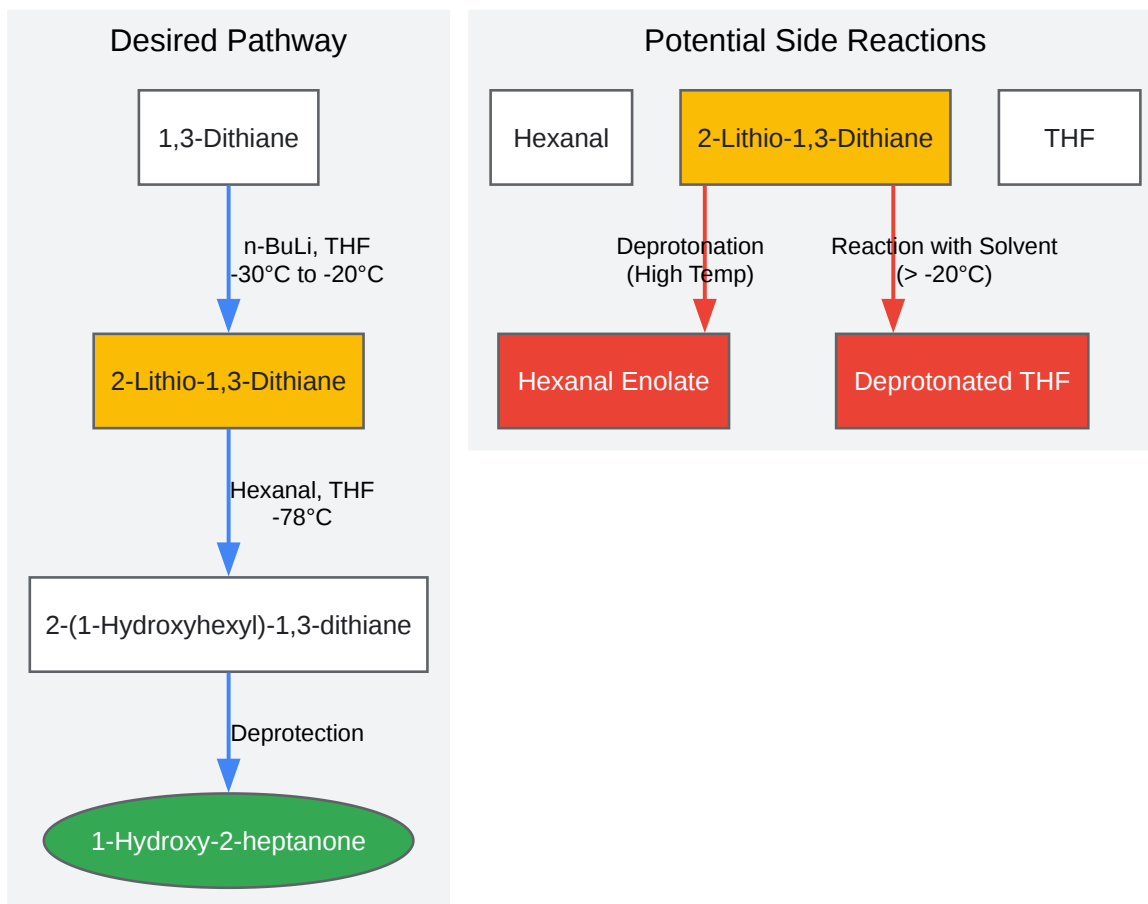 Desired Pathway
1,3-Dithiane
n-BuLi, THF
-30°C to -20°C
2-Lithio-1,3-Dithiane
Hexanal, THF
-78°C
2-(1-Hydroxyhexyl)-1,3-dithiane
Deprotection
1-Hydroxy-2-heptanone
Potential Side Reactions
Hexanal
2-Lithio-1,3-Dithiane
THF
Deprotonation
(High Temp)
Reaction with Solvent
(> -20°C)
Hexanal Enolate
Deprotonated THF